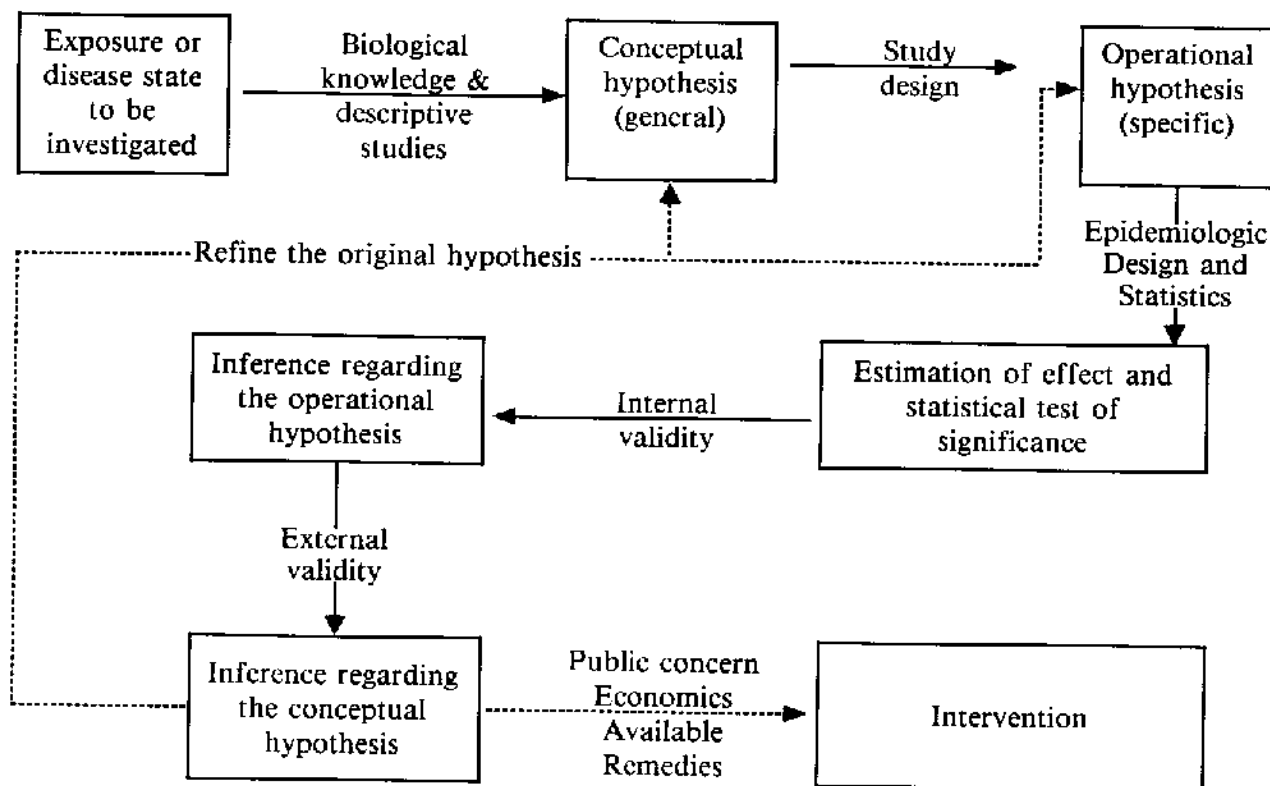 Exposure or
disease state
to be
investigated
Biological
knowledge &
descriptive
studies
Conceptual
hypothesis
(general)
Study
design
Operational
hypothesis
(specific)
Refine the original hypothesis
Epidemiologic
Design and
Statistics
Inference regarding
the operational
hypothesis
Internal
validity
Estimation of effect and
statistical test of
significance
External
validity
Inference regarding
the conceptual
hypothesis
Public concern
Economics
Available
Remedies
Intervention